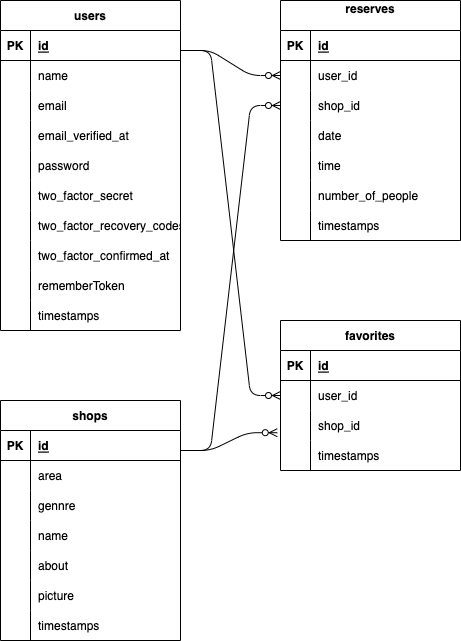 users
PK id
name
email
email_verified_at
password
two_factor_secret
two_factor_recovery_codes
two_factor_confirmed_at
rememberToken
timestamps
reserves
PK id
user_id
shop_id
date
time
number_of_people
timestamps
favorites
PK id
user_id
shop_id
timestamps
shops
PK id
area
gennre
name
about
picture
timestamps